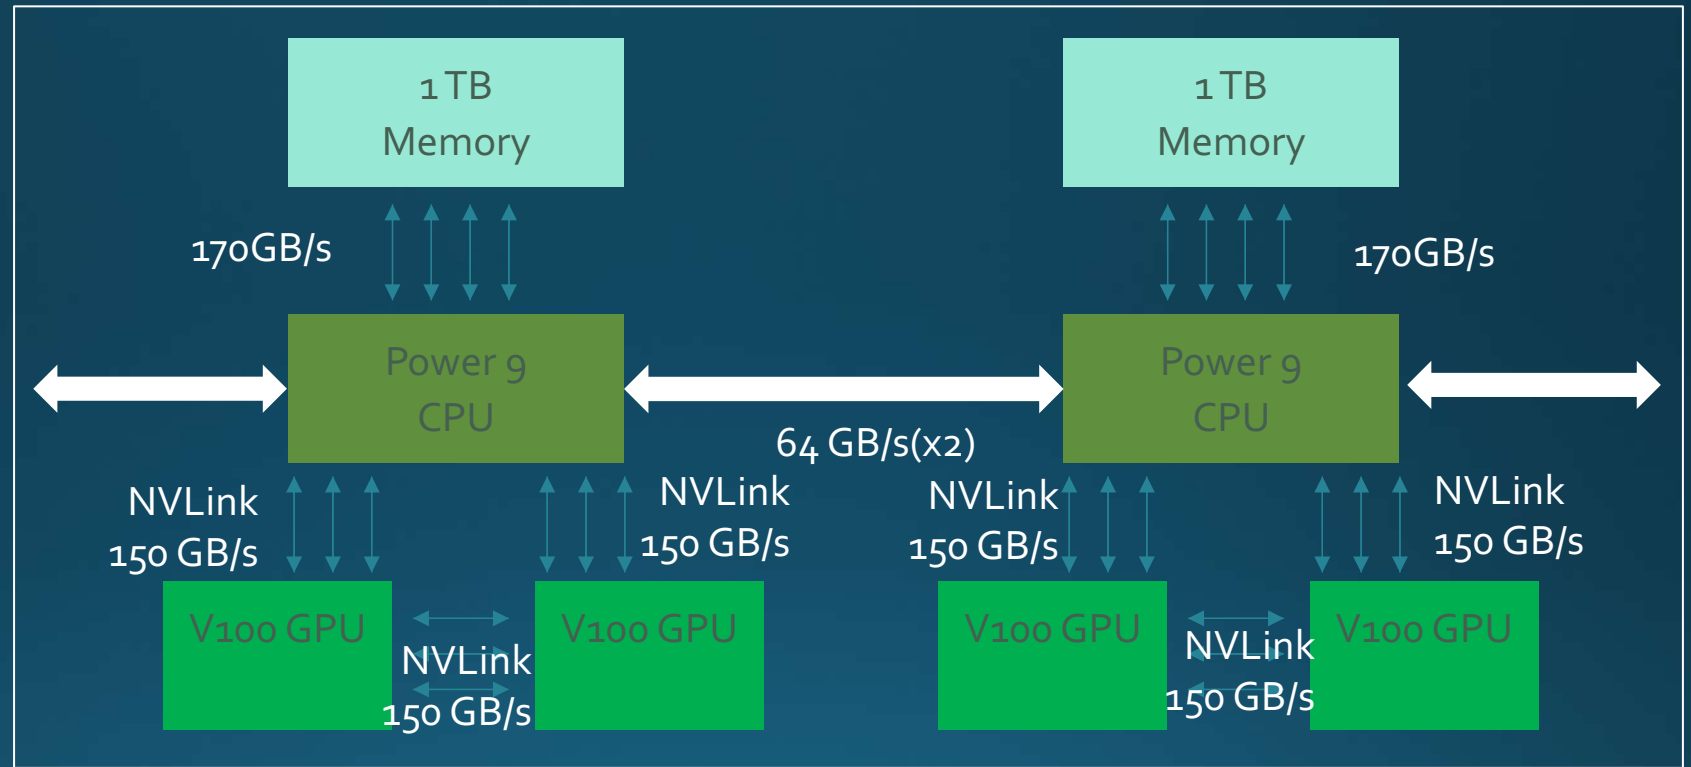 1 TB
Memory
1 TB
Memory
170GB/s
170GB/s
Power 9
CPU
Power 9
CPU
64 GB/s(x2)
NVLink
150 GB/s
NVLink
150 GB/s
NVLink
150 GB/s
NVLink
150 GB/s
V100 GPU
V100 GPU
V100 GPU
V100 GPU
NVLink
150 GB/s
NVLink
150 GB/s